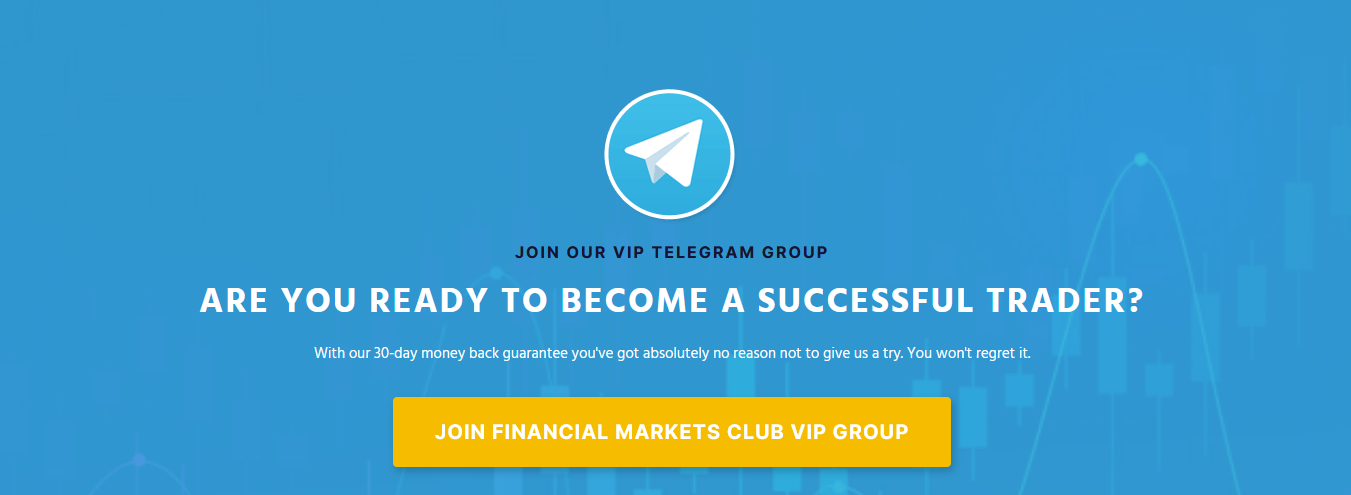 JOIN OUR VIP TELEGRAM GROUP
ARE YOU READY TO BECOME A SUCCESSFUL TRADER?
With our 30-day money back guarantee you've got absolutely no reason not to give us a try. You won't regret it.
JOIN FINANCIAL MARKETS CLUB VIP GROUP